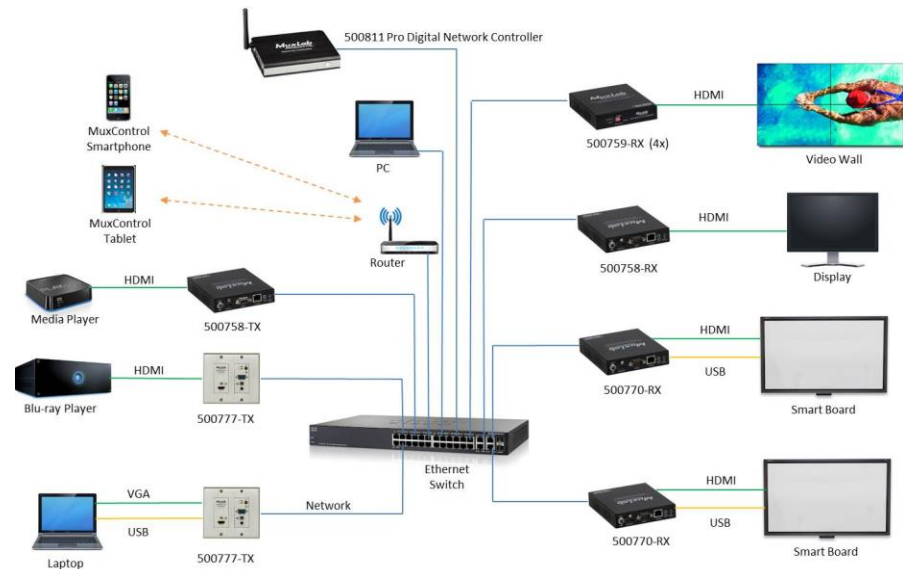 MuxLab
500811 Pro Digital Network Controller
MuxControl
Smartphone
PC
MuxLab
500759-RX (4x)
HDMI
Video Wall
MuxControl
Tablet
Router
500758-RX
HDMI
Display
Media Player
HDMI
500758-TX
Blu-ray Player
HDMI
500777-TX
500770-RX
HDMI
USB
Smart Board
Ethernet
Switch
Laptop
VGA
USB
500777-TX
Network
500770-RX
HDMI
USB
Smart Board